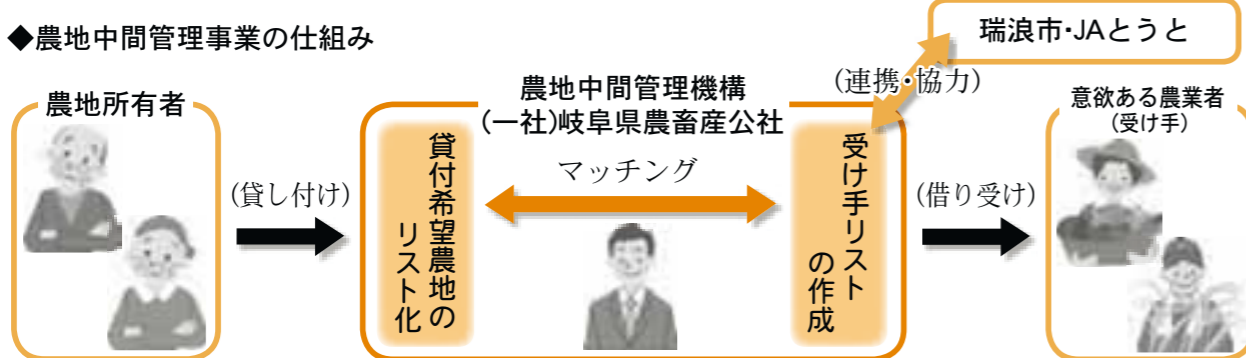 ◆農地中間管理事業の仕組み
瑞浪市・JAとうと
(連携・協力)
農地所有者
(貸し付け)
農地中間管理機構
(一社)岐阜県農畜産公社
貸付希望農地の
リスト化
マッチング
受け手リスト
の作成
(借り受け)
意欲ある農業者
(受け手)